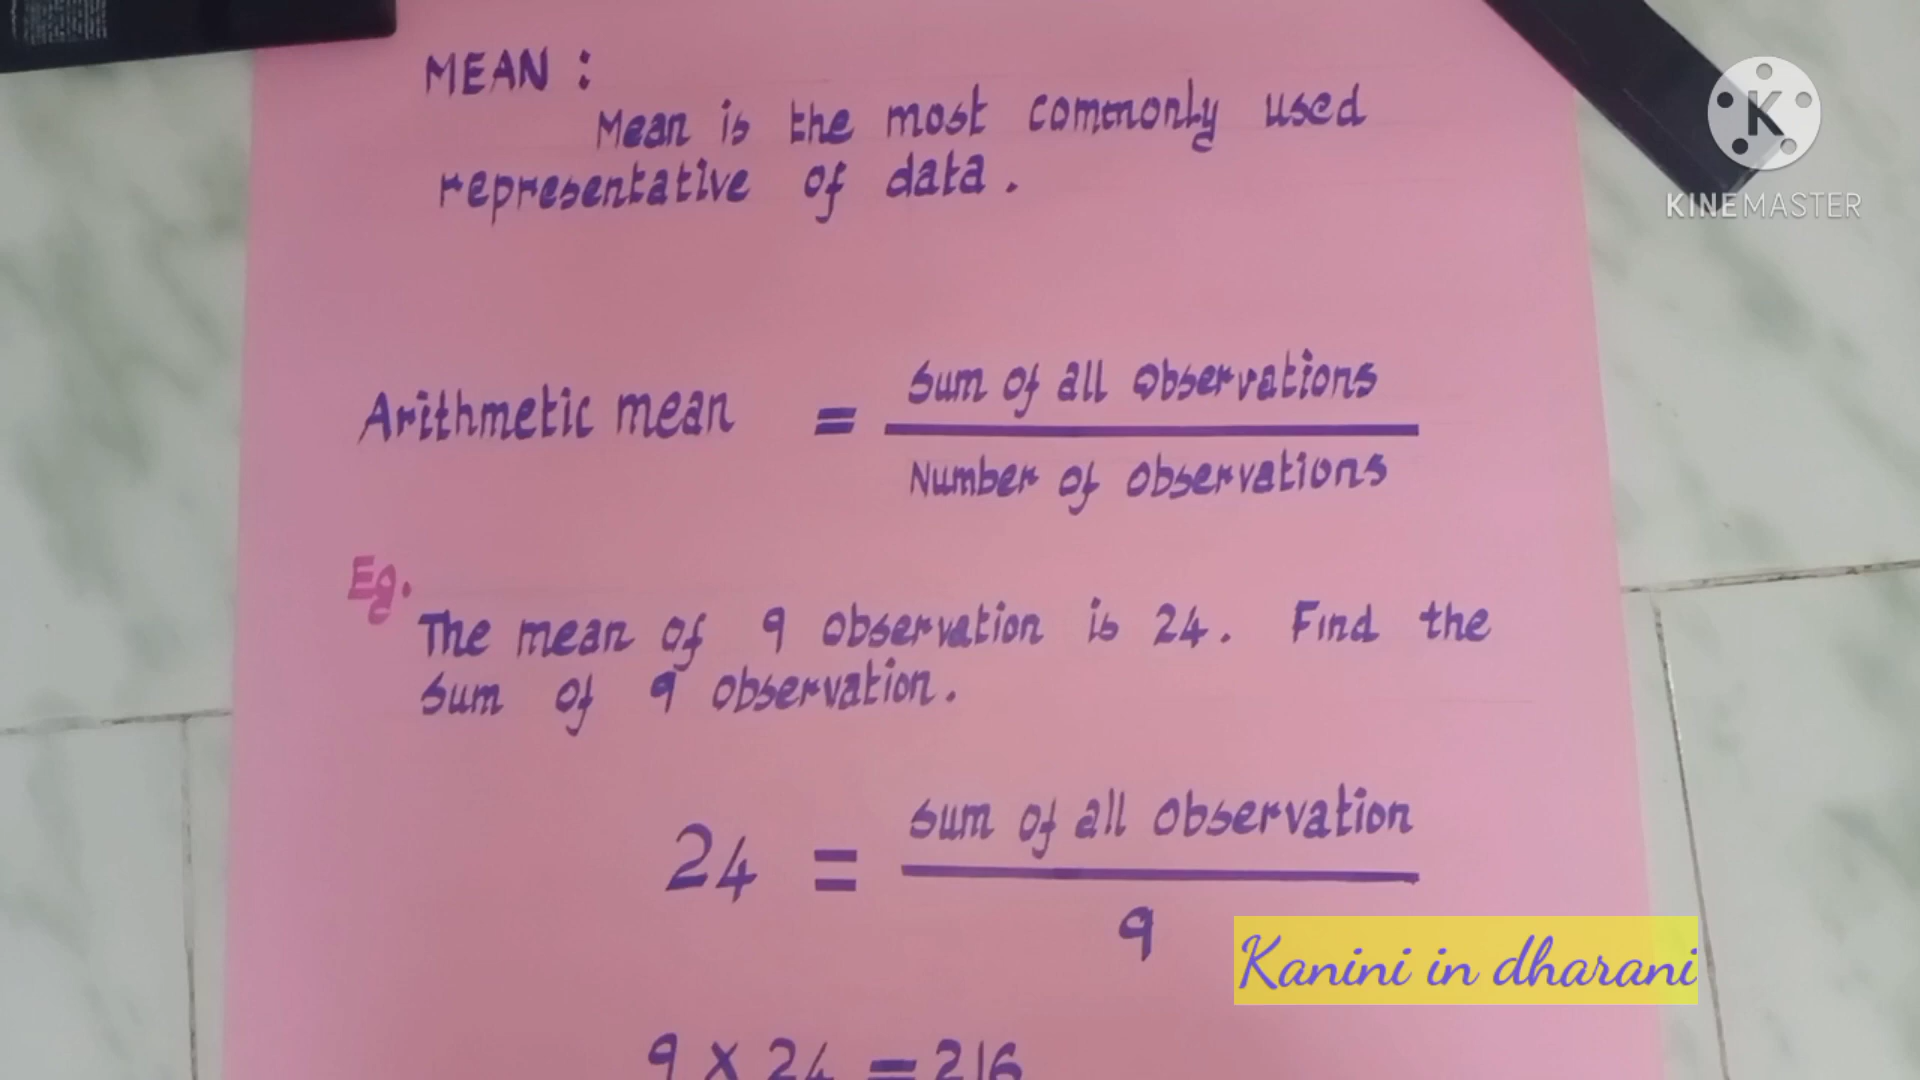 MEAN :
Mean is the most commonly used
representative of data.
Arithmetic mean = Sum of all observations
Number of observations
Eg.
The mean of 9 observation is 24. Find the
sum of 9 observation.
24 = Sum of all observation
9
9 x 24 = 216
K
KINEMASTER
Kanini in dharani